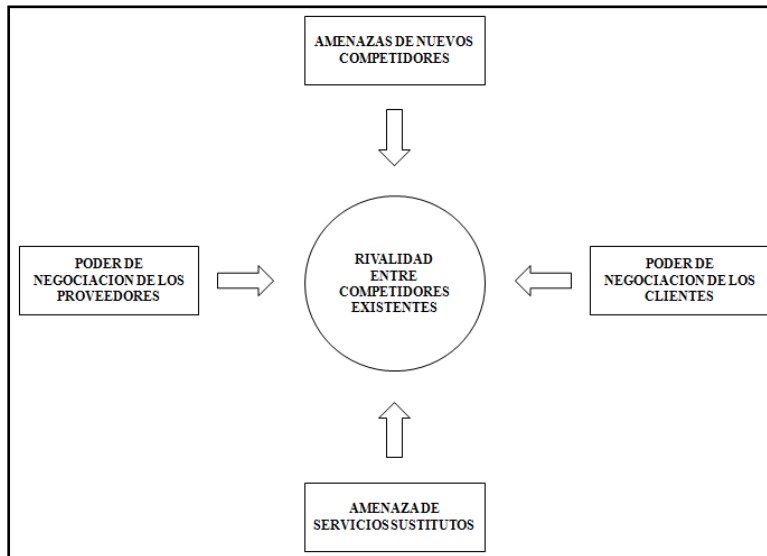 AMENAZAS DE NUEVOS
COMPETIDORES
PODER DE
NEGOCIACION DE LOS
PROVEEDORES
RIVALIDAD
ENTRE
COMPETIDORES
EXISTENTES
PODER DE
NEGOCIACION DE LOS
CLIENTES
AMENAZA DE
SERVICIOS SUSTITUTOS